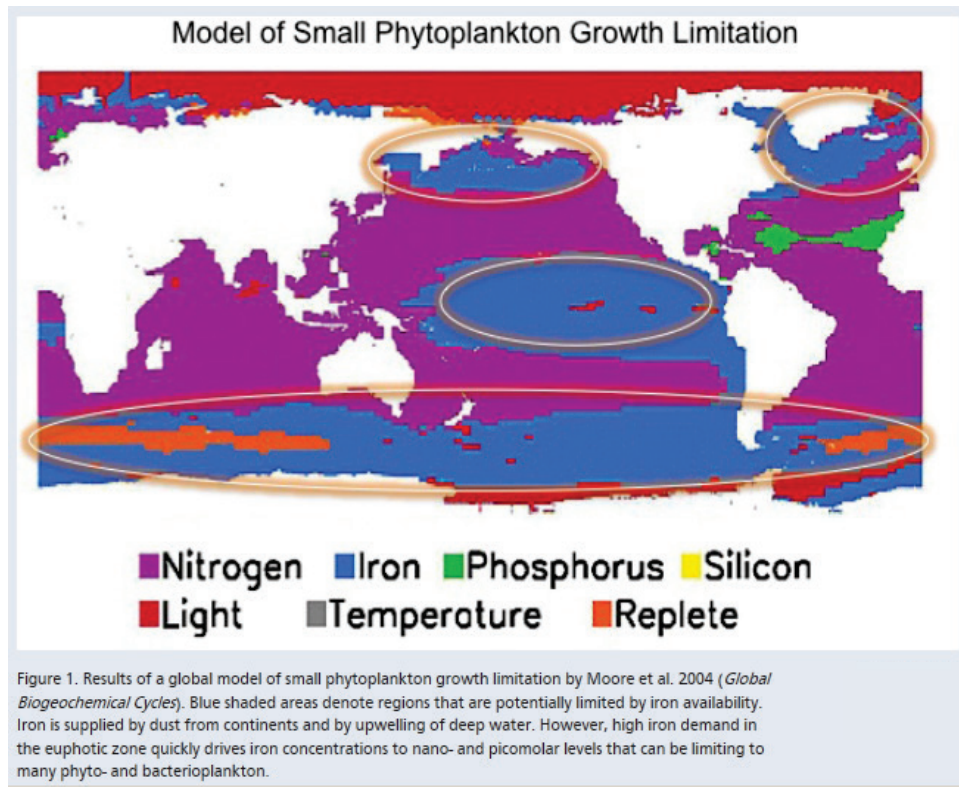 Model of Small Phytoplankton Growth Limitation
Nitrogen Iron Phosphorus Silicon
Light Temperature Replete
Figure 1. Results of a global model of small phytoplankton growth limitation by Moore et al. 2004 (Global
Biogeochemical Cycles). Blue shaded areas denote regions that are potentially limited by iron availability.
Iron is supplied by dust from continents and by upwelling of deep water. However, high iron demand in
the euphotic zone quickly drives iron concentrations to nano- and picomolar levels that can be limiting to
many phyto- and bacterioplankton.